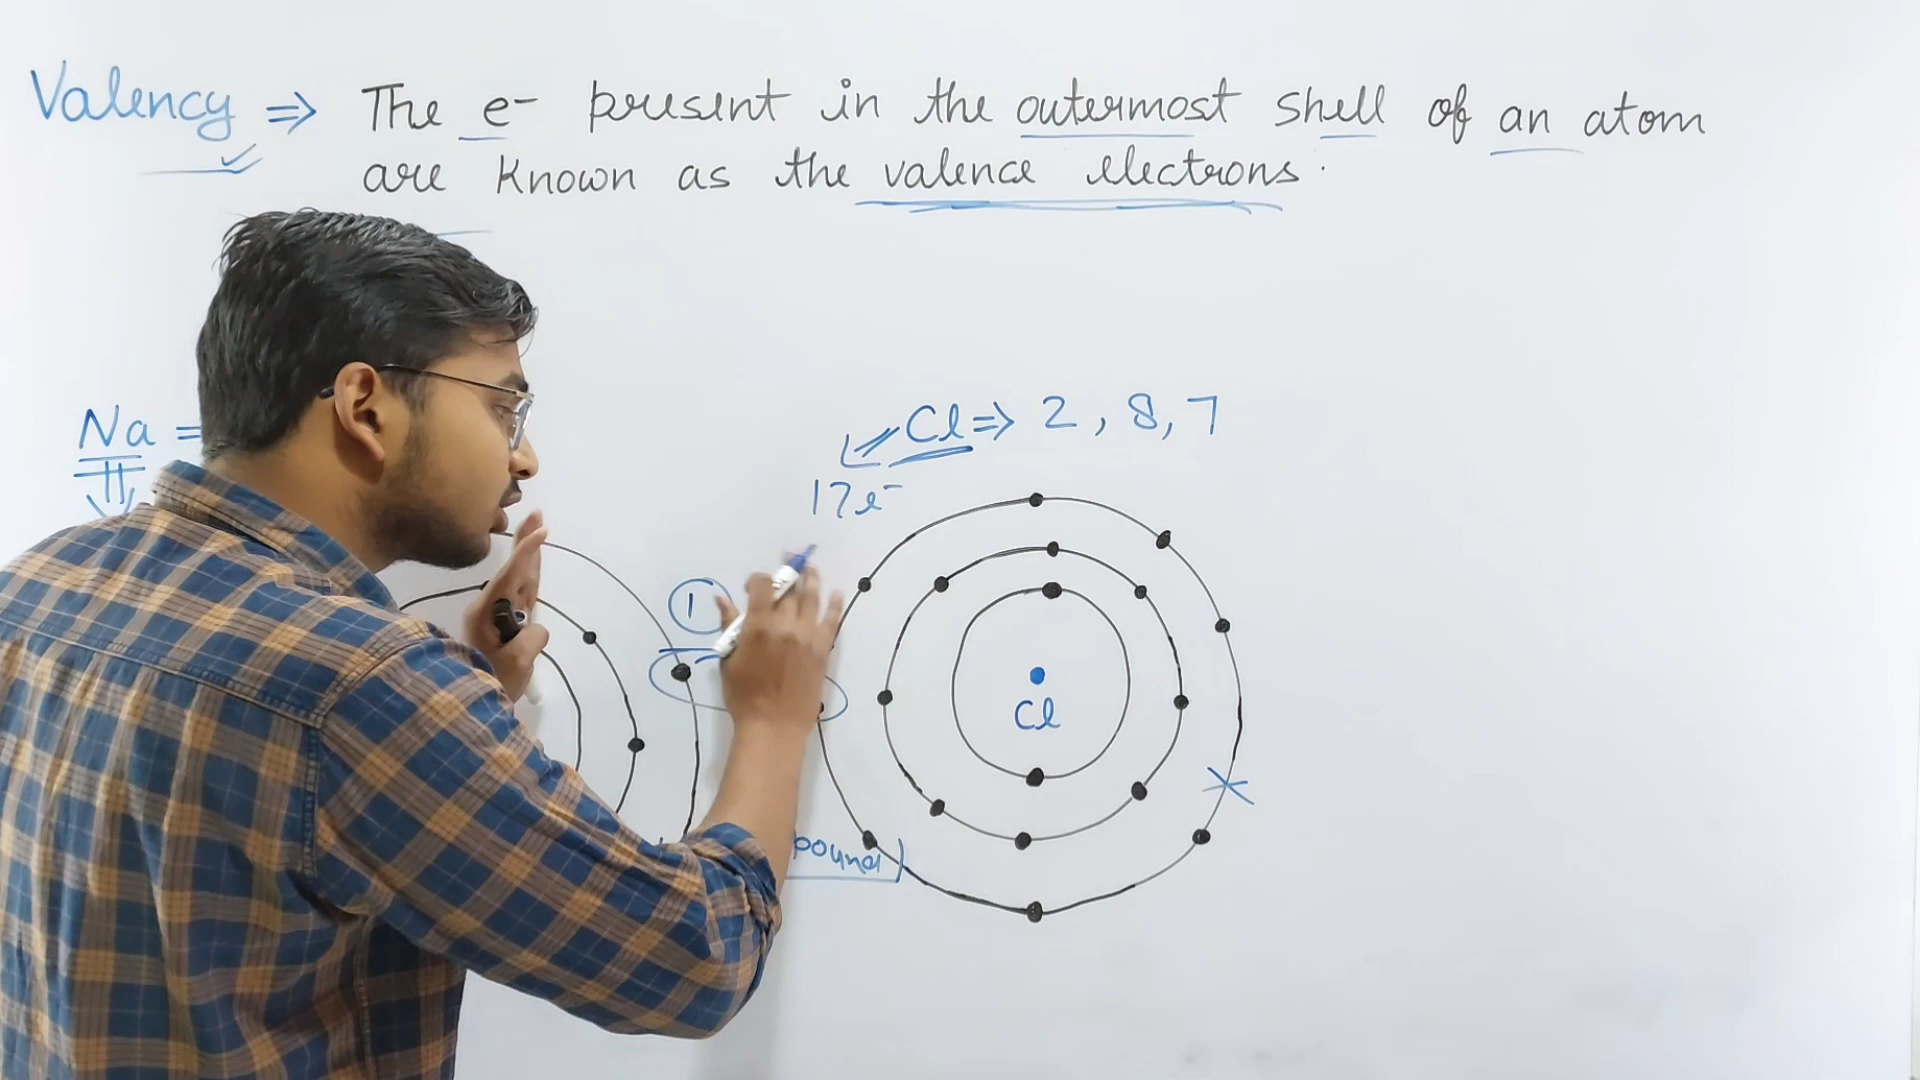 Valency ⇒ The e- present in the outermost shell of an atom
are known as the valence electrons.
Na =
Cl ⇒ 2, 8, 7
17e-
1
Cl
pound